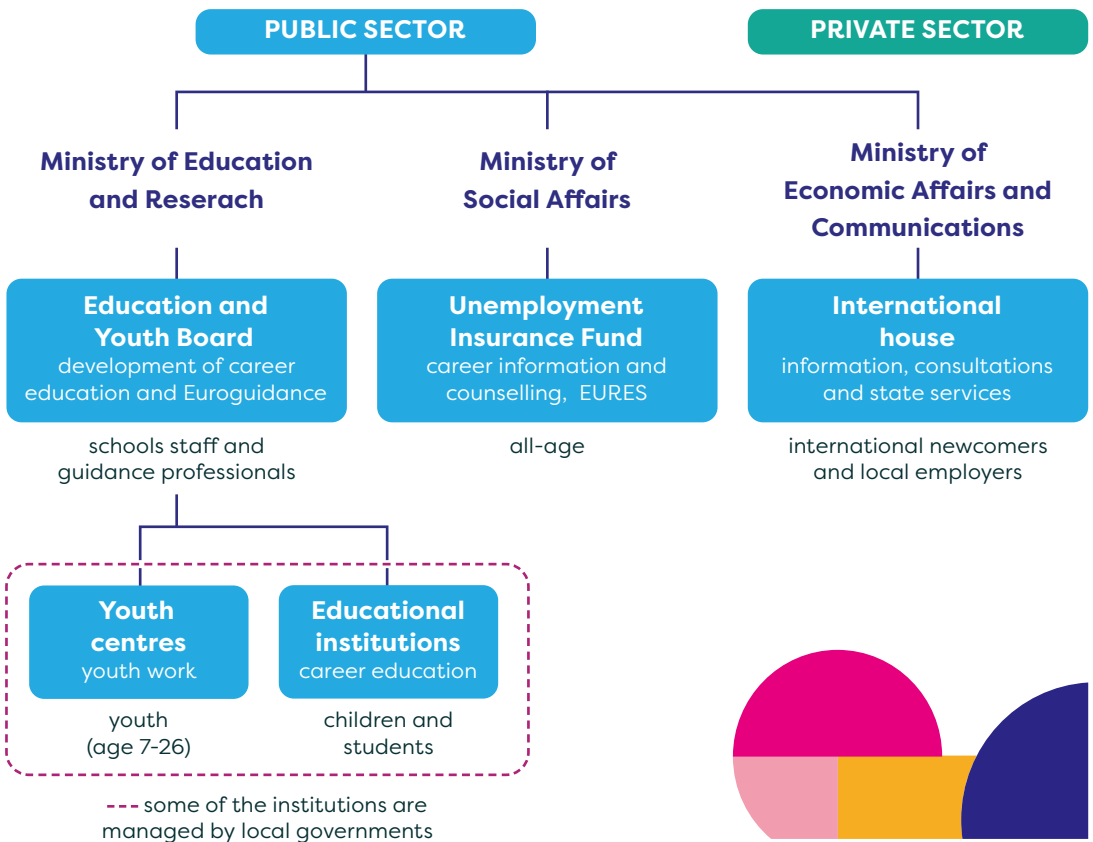 PUBLIC SECTOR
PRIVATE SECTOR
Ministry of Education
and Reserach
Ministry of
Social Affairs
Ministry of
Economic Affairs and
Communications
Education and
Youth Board
development of career
education and Euroguidance
schools staff and
guidance professionals
Unemployment
Insurance Fund
career information and
counselling, EURES
all-age
International
house
information, consultations
and state services
international newcomers
and local employers
Youth
centres
youth work
youth
(age 7-26)
Educational
institutions
career education
children and
students
some of the institutions are
managed by local governments